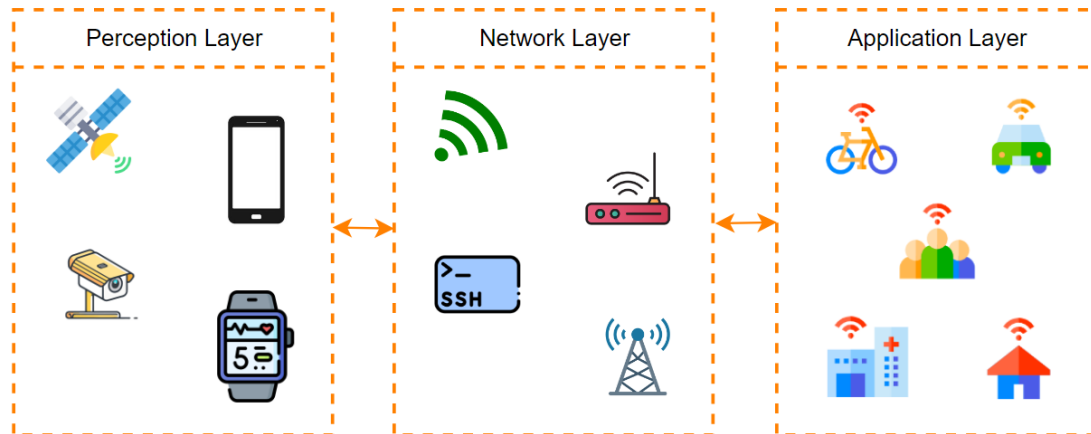 Perception Layer
Network Layer
Application Layer
>_
SSH
5